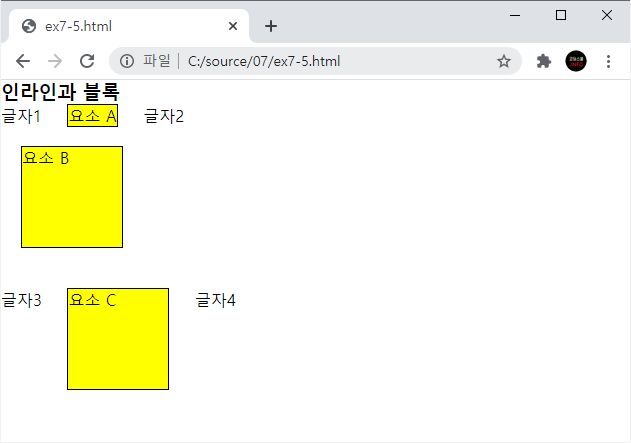 ex7-5.html
파일 C:/source/07/ex7-5.html
인라인과 블록
글자1 요소 A 글자2
요소 B
글자3 요소 C 글자4